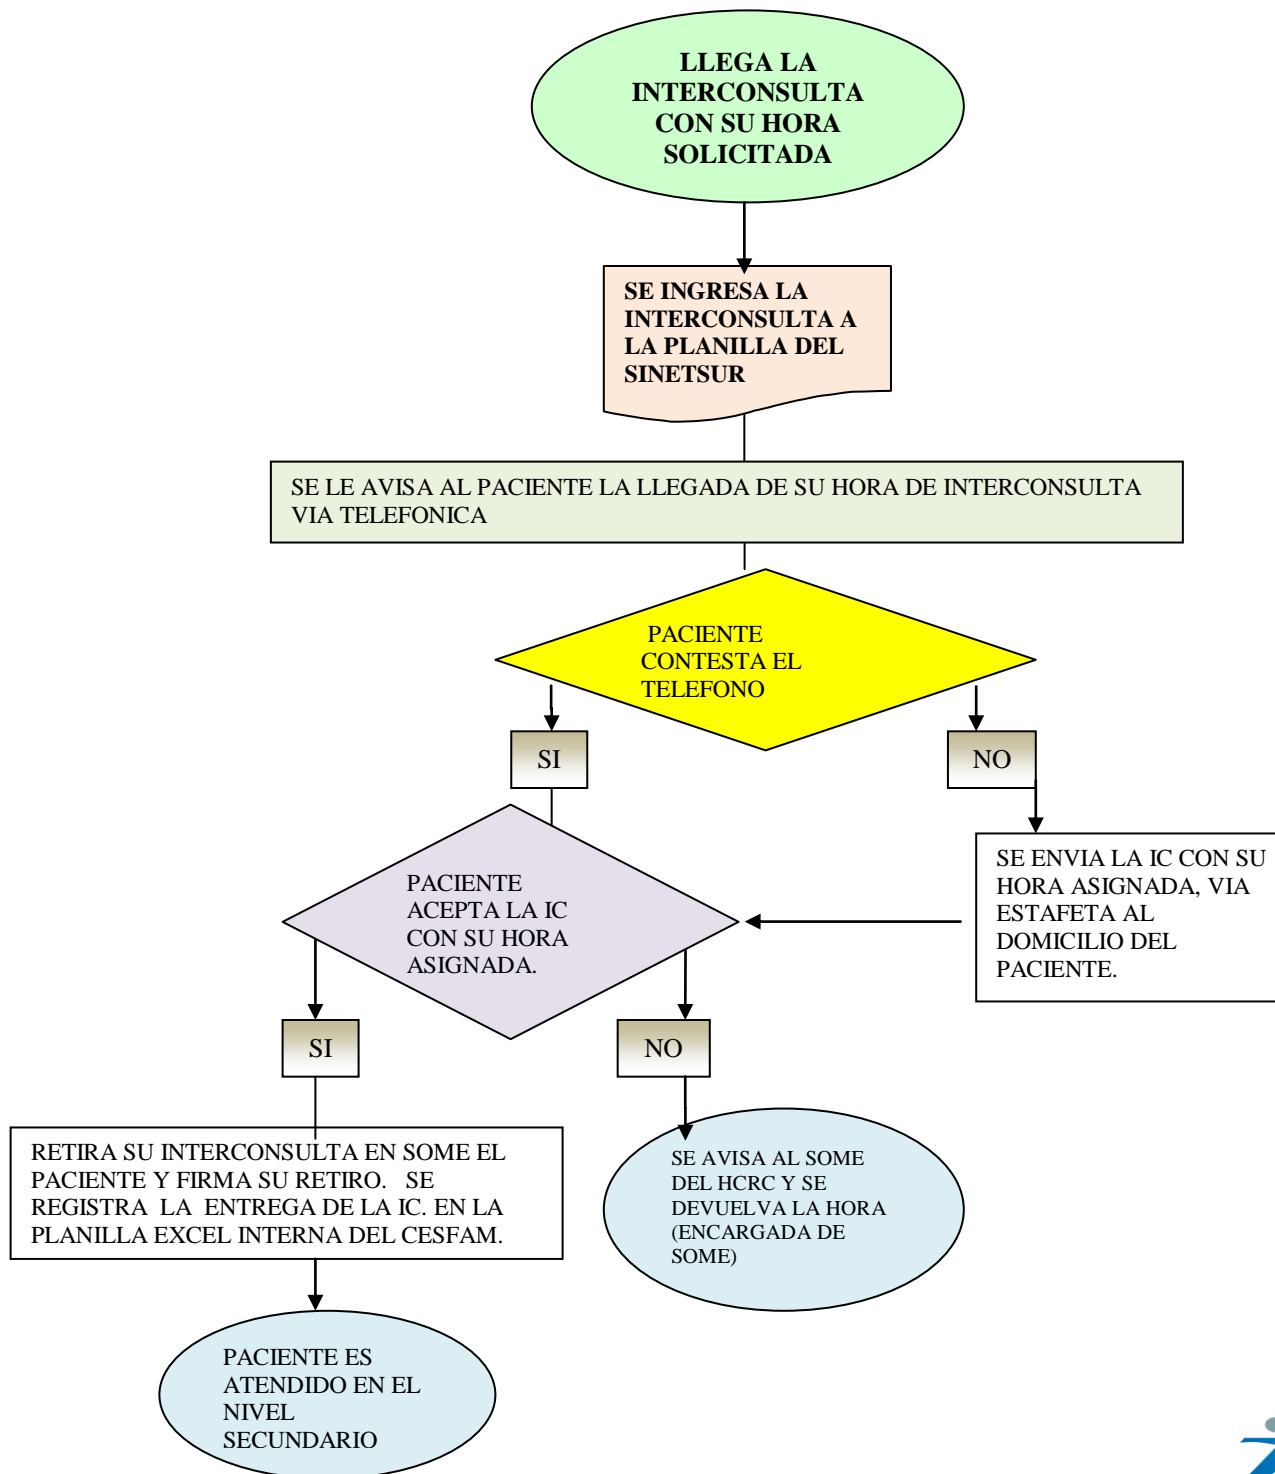 LLEGA LA
INTERCONSULTA
CON SU HORA
SOLICITADA
SE INGRESA LA
INTERCONSULTA A
LA PLANILLA DEL
SINETSUR
SE LE AVISA AL PACIENTE LA LLEGADA DE SU HORA DE INTERCONSULTA
VIA TELEFONICA
PACIENTE
CONTESTA EL
TELEFONO
SI
NO
SE ENVIA LA IC CON SU
HORA ASIGNADA, VIA
ESTAFETA AL
DOMICILIO DEL
PACIENTE.
PACIENTE
ACEPTA LA IC
CON SU HORA
ASIGNADA.
SI
NO
RETIRA SU INTERCONSULTA EN SOME EL
PACIENTE Y FIRMA SU RETIRO. SE
REGISTRA LA ENTREGA DE LA IC. EN LA
PLANILLA EXCEL INTERNA DEL CESFAM.
SE AVISA AL SOME
DEL HCRC Y SE
DEVUELVA LA HORA
(ENCARGADA DE
SOME)
PACIENTE ES
ATENDIDO EN EL
NIVEL
SECUNDARIO